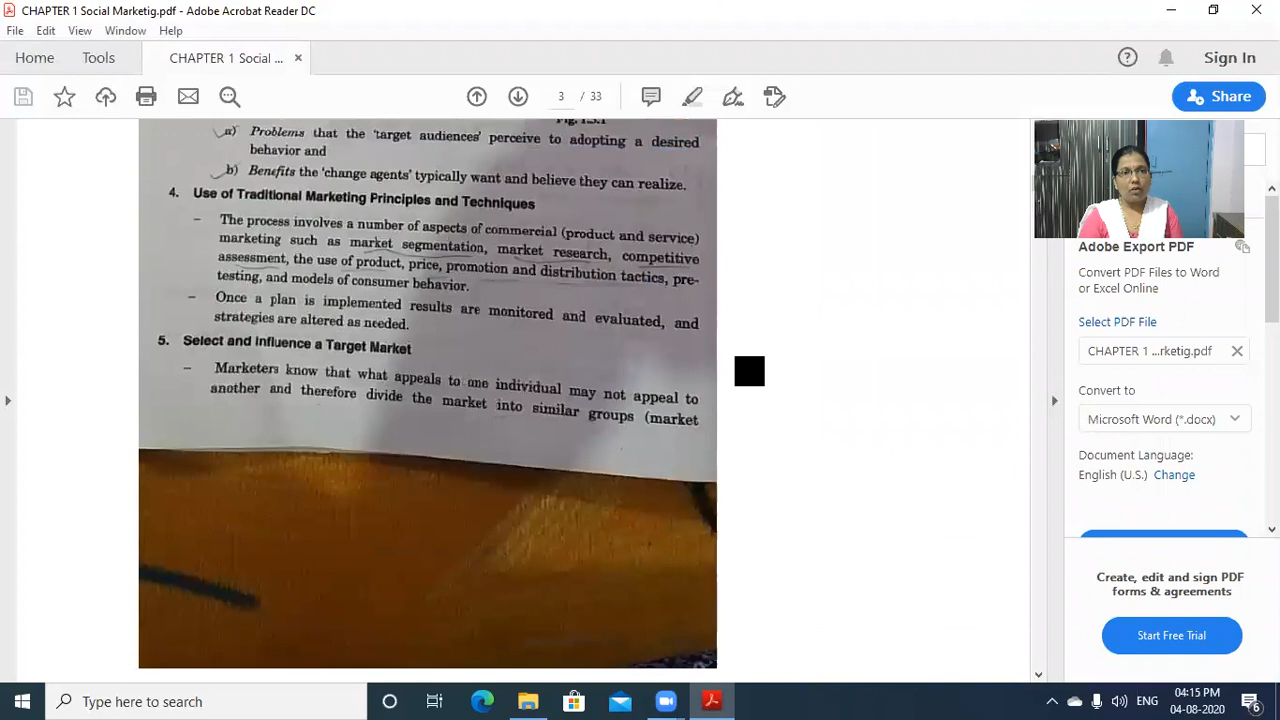 CHAPTER 1 Social Marketig.pdf - Adobe Acrobat Reader DC
File Edit View Window Help
Home Tools CHAPTER 1 Social ... ×
Sign In
3 / 33
Share
a) Problems that the 'target audiences' perceive to adopting a desired
behavior and
b) Benefits the 'change agents' typically want and believe they can realize.
4. Use of Traditional Marketing Principles and Techniques
– The process involves a number of aspects of commercial (product and service)
marketing such as market segmentation, market research, competitive
assessment, the use of product, price, promotion and distribution tactics, pre-
testing, and models of consumer behavior.
– Once a plan is implemented results are monitored and evaluated, and
strategies are altered as needed.
5. Select and Influence a Target Market
– Marketers know that what appeals to one individual may not appeal to
another and therefore divide the market into similar groups (market
Adobe Export PDF
Convert PDF Files to Word
or Excel Online
Select PDF File
CHAPTER 1 ...rketig.pdf
Convert to
Microsoft Word (*.docx)
Document Language:
English (U.S.) Change
Create, edit and sign PDF
forms & agreements
Start Free Trial
Type here to search
ENG
04:15 PM
04-08-2020
6